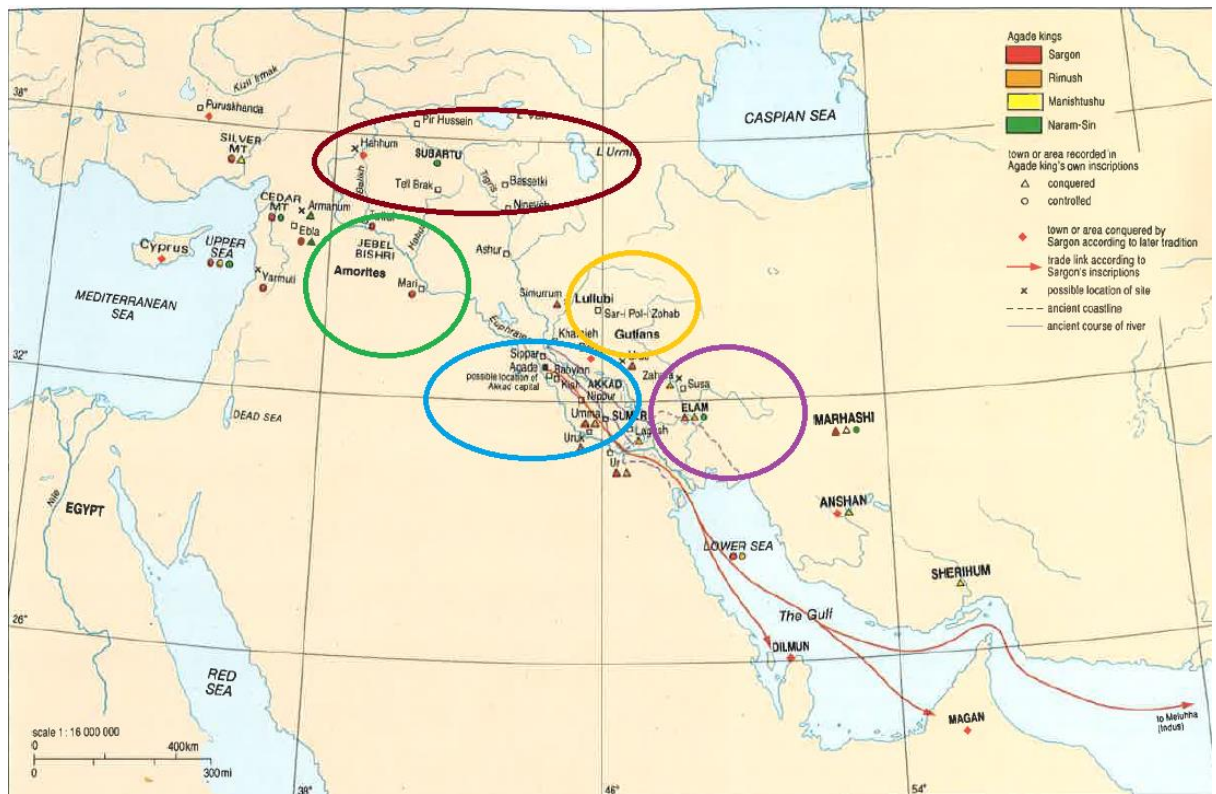 CASPIAN SEA
Agade kings
Sargon
Rimush
Manishtushu
Naram-Sin
town or area recorded in
Agade king's own inscriptions
conquered
controlled
town or area conquered by
Sargon according to later tradition
trade link according to
Sargon's inscriptions
possible location of site
ancient coastline
ancient course of river
38°
Kizil Irmak
Puruskhanda
Pir Hussein
L Van
SILVER
MT
Hahhum
SUBARTU
L Urmia
Balikh
Tell Brak
Tigris
Bassetki
Nineveh
CEDAR
MT
Armanum
Tuttul
Habur
Ebla
Cyprus
UPPER
SEA
JEBEL
BISHRI
Ashur
Amorites
Yarmuti
Mari
MEDITERRANEAN
SEA
Simurrum
Lullubi
Sar-i Pol-i Zohab
Gutians
Euphrates
Khafajeh
32°
Sippar
Agade
possible location of
Akkad capital
Babylon
Kish
AKKAD
Nippur
Zahara
Susa
DEAD SEA
Umma
SUMER
ELAM
Lagash
Uruk
Ur
MARHASHI
Nile
EGYPT
ANSHAN
LOWER SEA
SHERIHUM
26°
The Gulf
DILMUN
RED
SEA
MAGAN
to Meluhha
(Indus)
scale 1 : 16 000 000
0
400km
0
300mi
38°
46°
54°